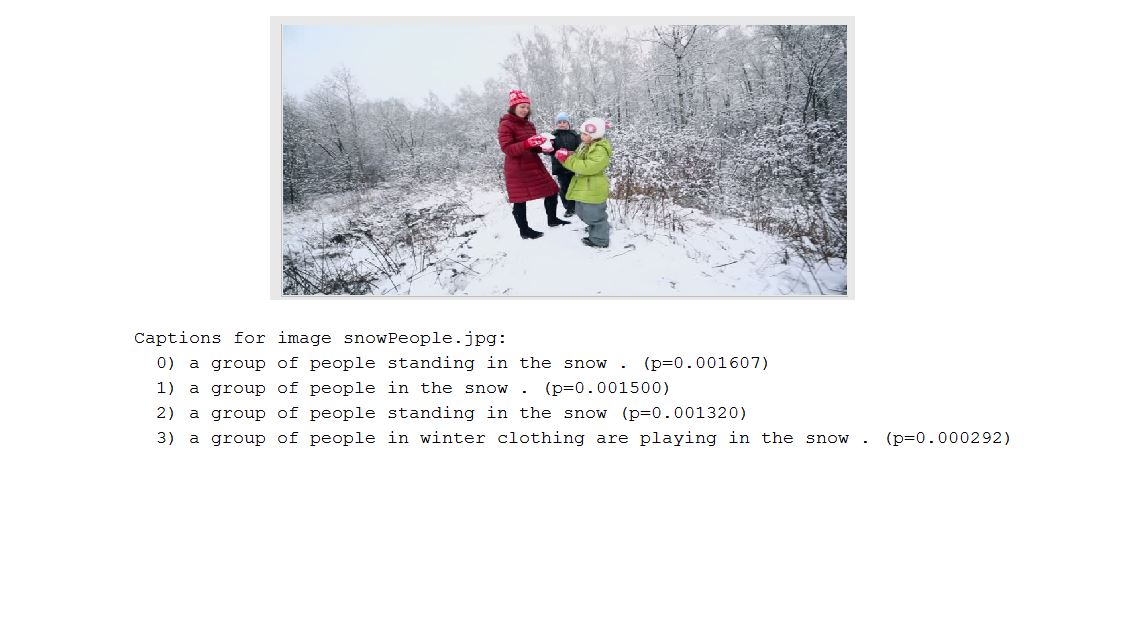 Captions for image snowPeople.jpg:
0) a group of people standing in the snow . (p=0.001607)
1) a group of people in the snow . (p=0.001500)
2) a group of people standing in the snow (p=0.001320)
3) a group of people in winter clothing are playing in the snow . (p=0.000292)